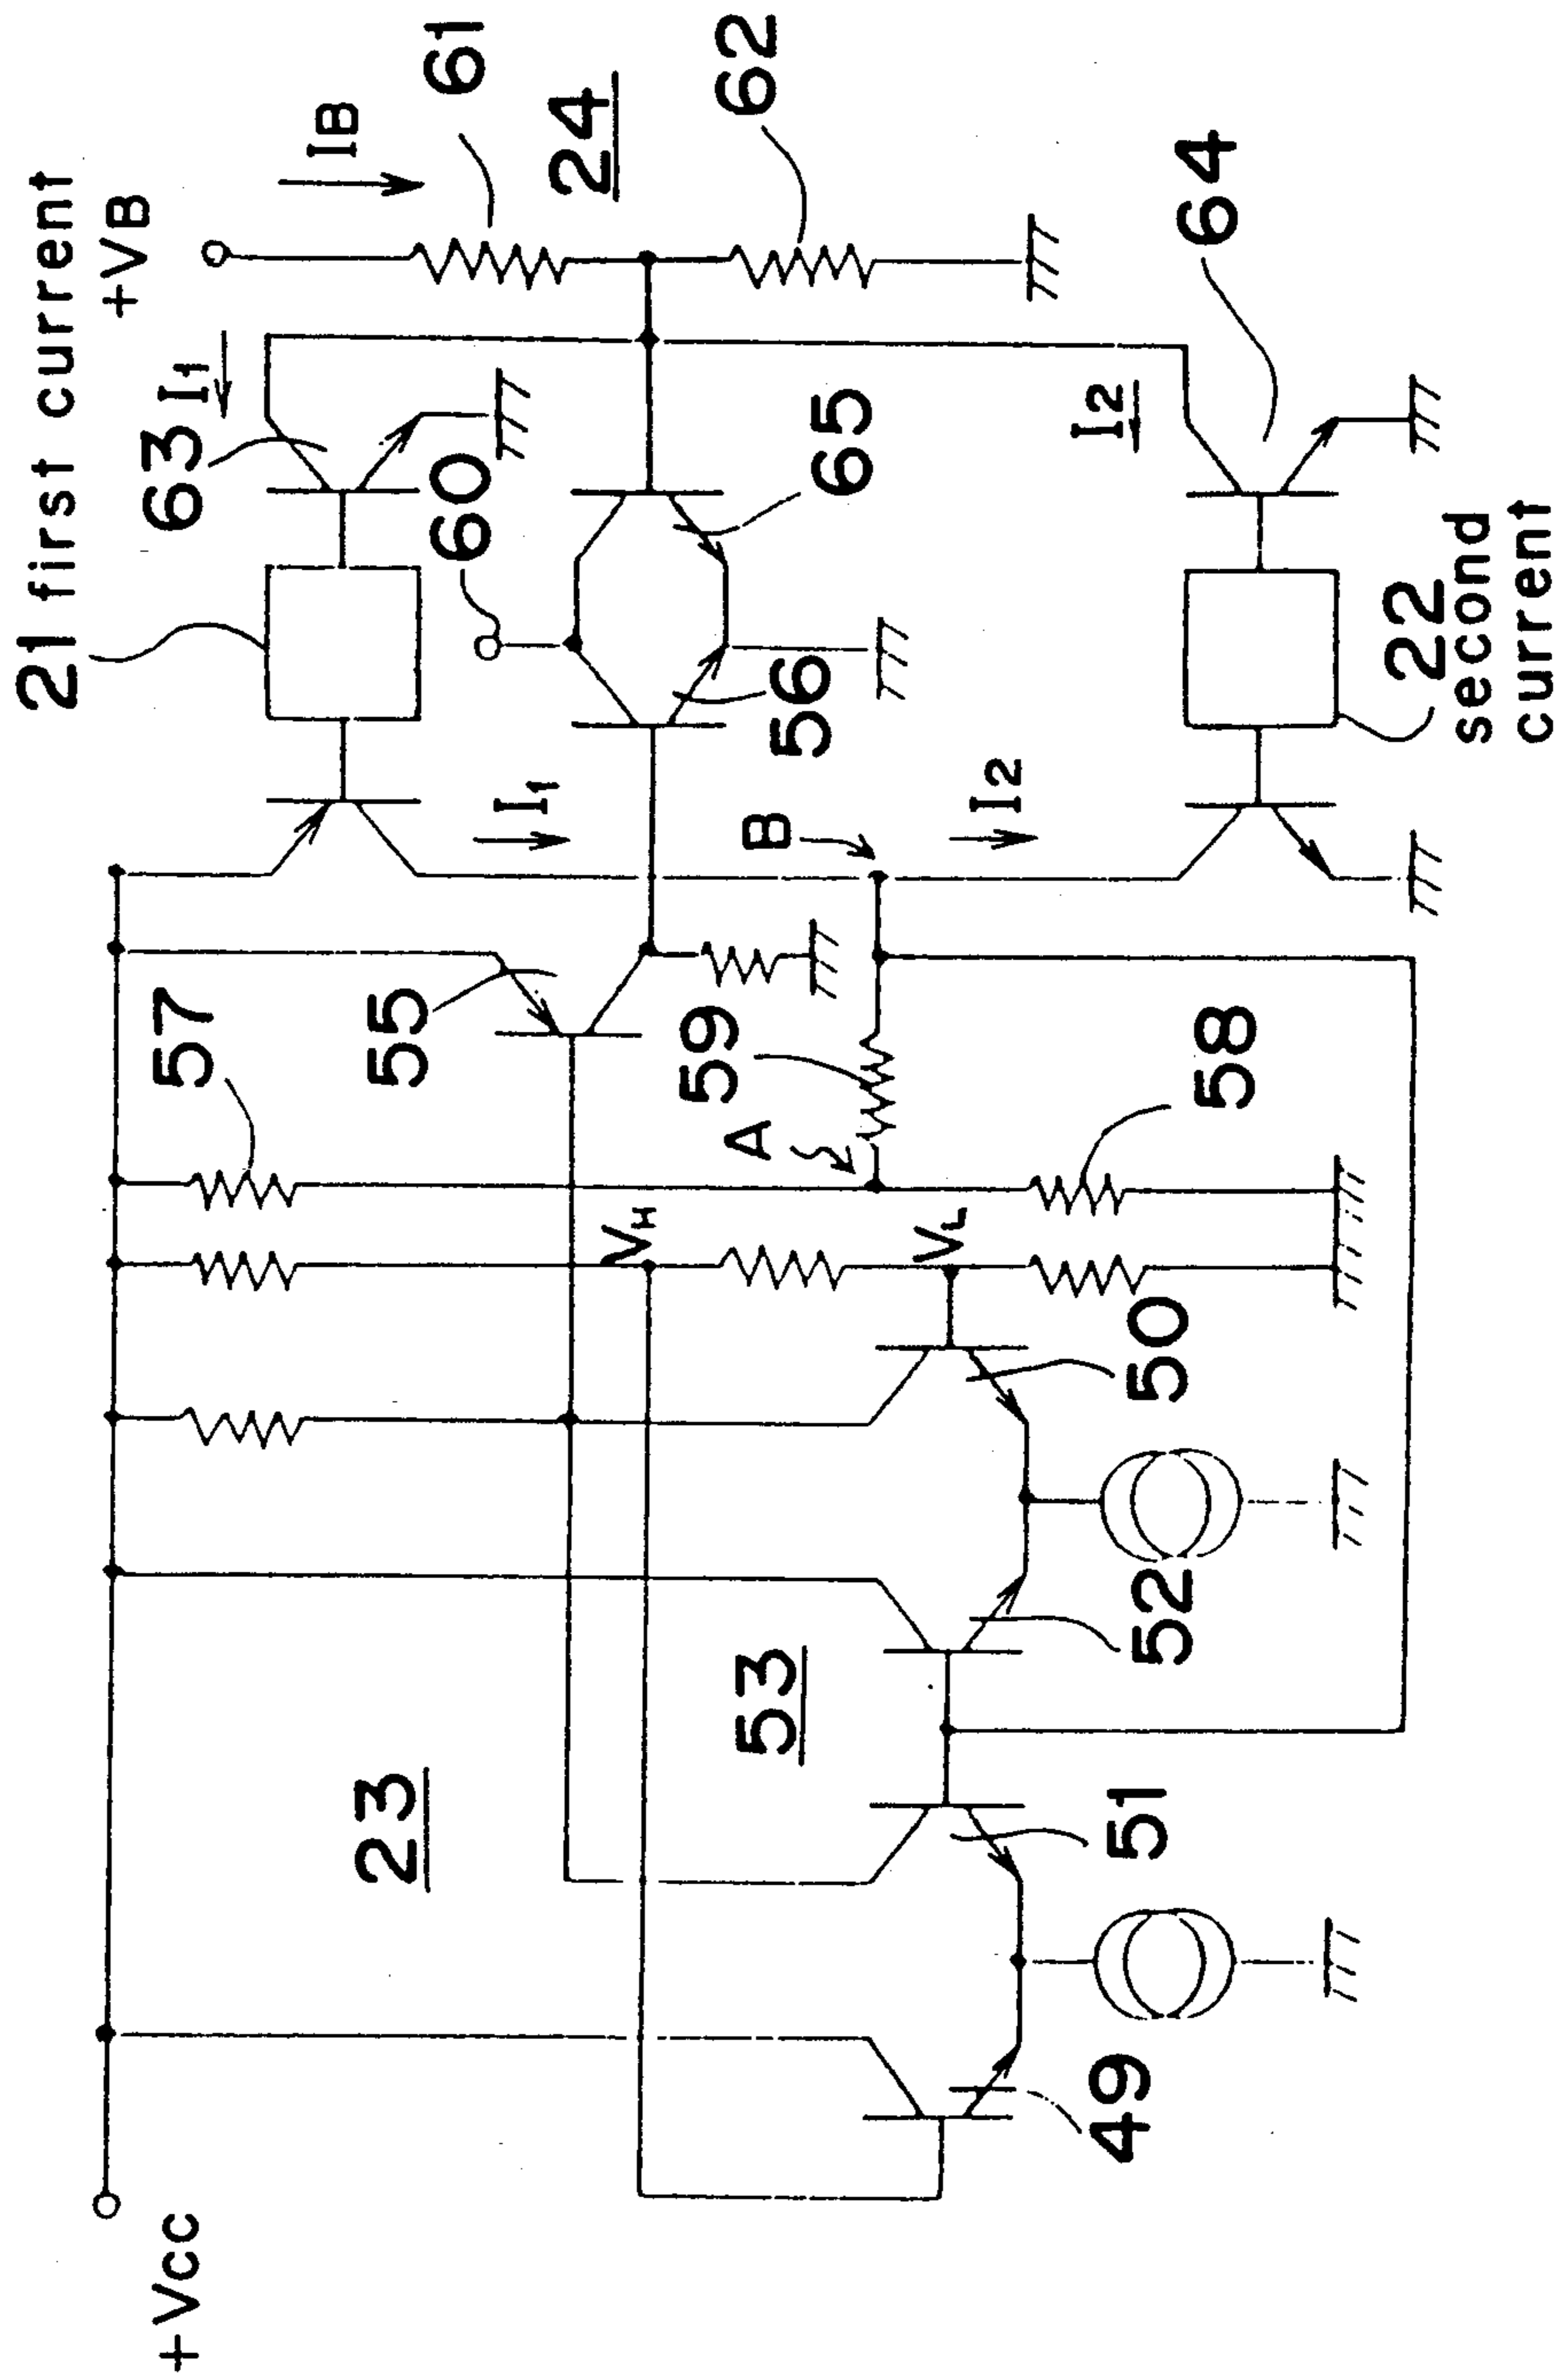 21 first current
+VB
IB
I1
63
61
24
62
60
65
56
I1
57
55
59
A
B
I2
I2
64
58
VH
VL
22
second
current
23
53
50
52
51
49
+Vcc